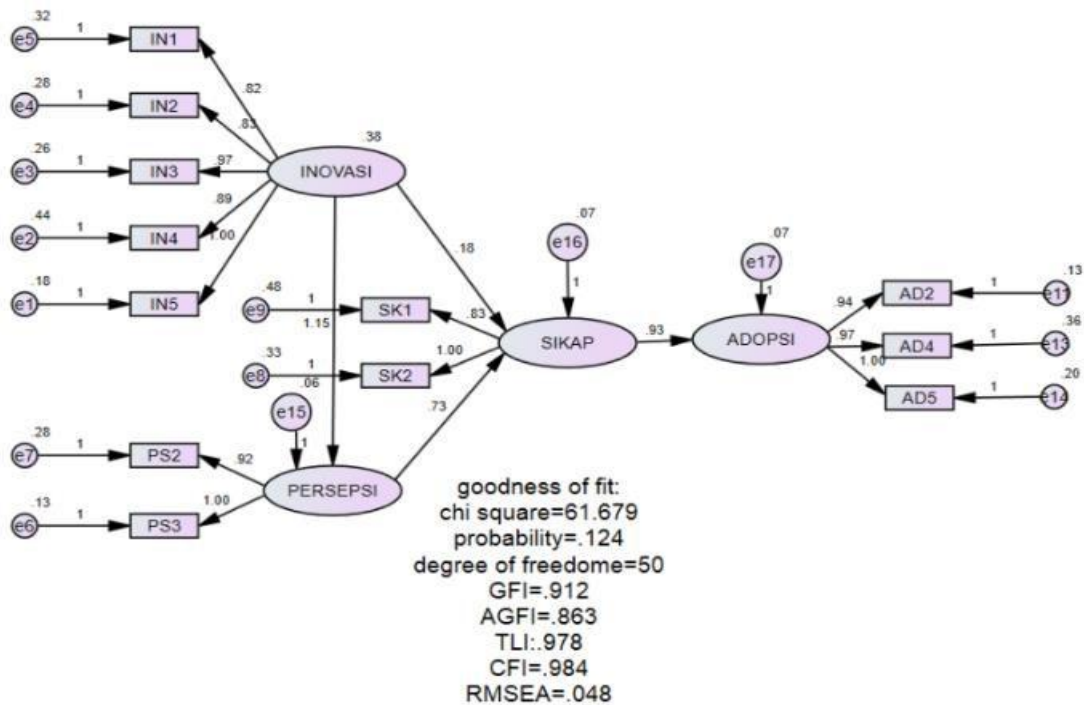 .32
e5 1 IN1
.82
.28
e4 1 IN2
.83
.38
.26
e3 1 IN3 .97 INOVASI
.89
.44
e2 1 IN4 1.00
.18
e1 1 IN5
.18
.07
e16
1
.07
e17
1
.48
e9 1 SK1
.83
1.15
SIKAP .93 ADOPSI
.33
e8 1 SK2 1.00
.94 AD2 1 e11 .13
.97 AD4 1 e13 .36
1.00 AD5 1 e14 .20
.06
e15
1
.73
.28
e7 1 PS2 .92
PERSEPSI
.13
e6 1 PS3 1.00
goodness of fit:
chi square=61.679
probability=.124
degree of freedome=50
GFI=.912
AGFI=.863
TLI:.978
CFI=.984
RMSEA=.048